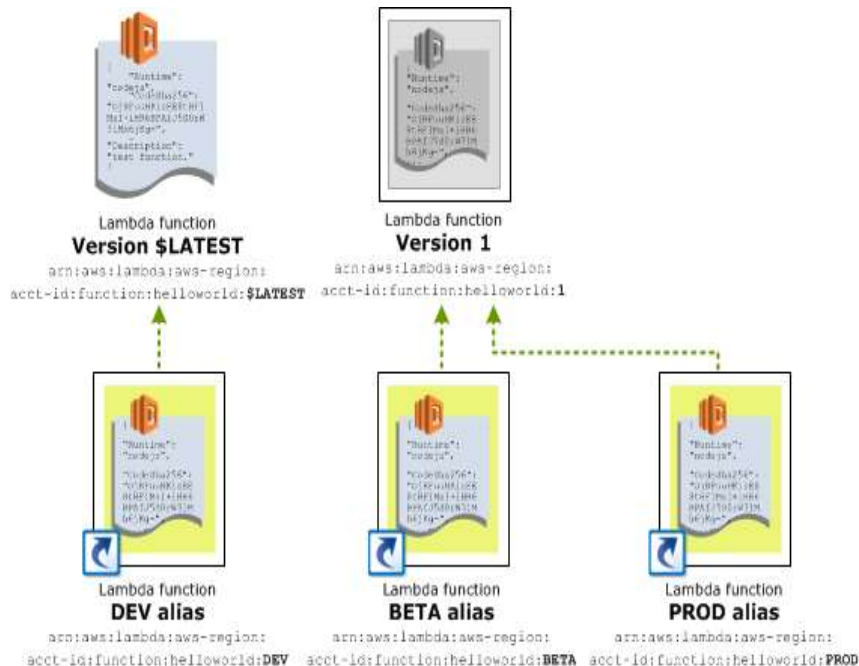 "Runtime":
"nodejs",
"Description":
"test function."
Lambda function
Version $LATEST
arn:aws:lambda:aws-region:
acct-id:function:helloworld:$LATEST
"Runtime":
"nodejs",
Lambda function
Version 1
arn:aws:lambda:aws-region:
acct-id:function:helloworld:1
"Runtime":
"nodejs",
Lambda function
DEV alias
arn:aws:lambda:aws-region:
acct-id:function:helloworld:DEV
"Runtime":
"nodejs",
Lambda function
BETA alias
arn:aws:lambda:aws-region:
acct-id:function:helloworld:BETA
"Runtime":
"nodejs",
Lambda function
PROD alias
arn:aws:lambda:aws-region:
acct-id:function:helloworld:PROD